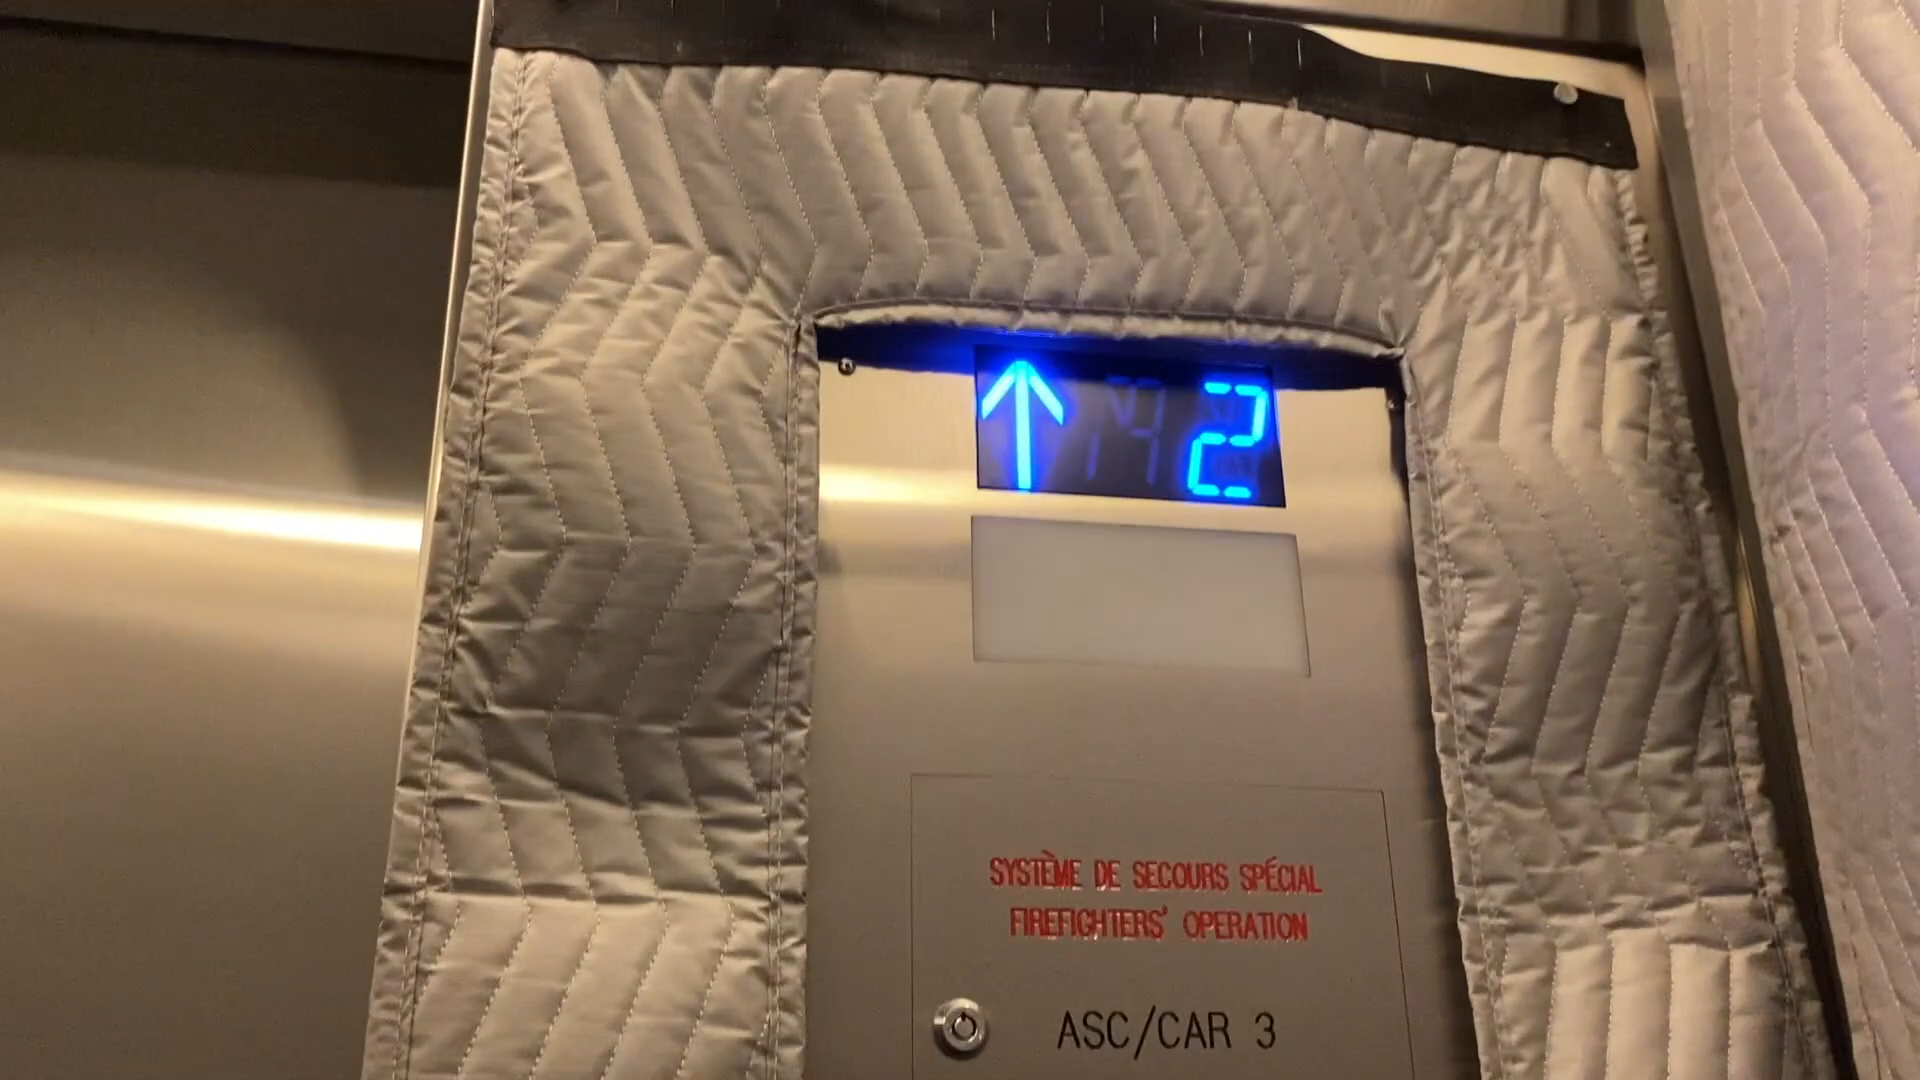 ↑ 2
SYSTÈME DE SECOURS SPÉCIAL
FIREFIGHTERS' OPERATION
ASC/CAR 3